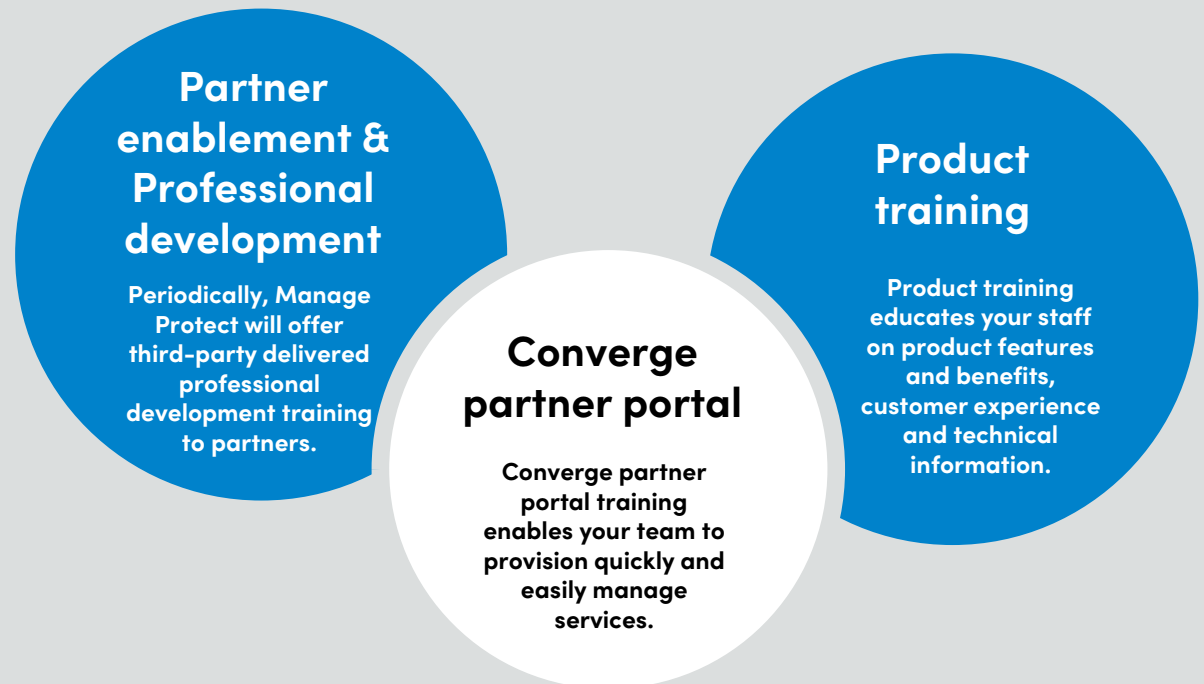 Partner
enablement &
Professional
development
Periodically, Manage
Protect will offer
third-party delivered
professional
development training
to partners.
Converge
partner portal
Converge partner
portal training
enables your team to
provision quickly and
easily manage
services.
Product
training
Product training
educates your staff
on product features
and benefits,
customer experience
and technical
information.